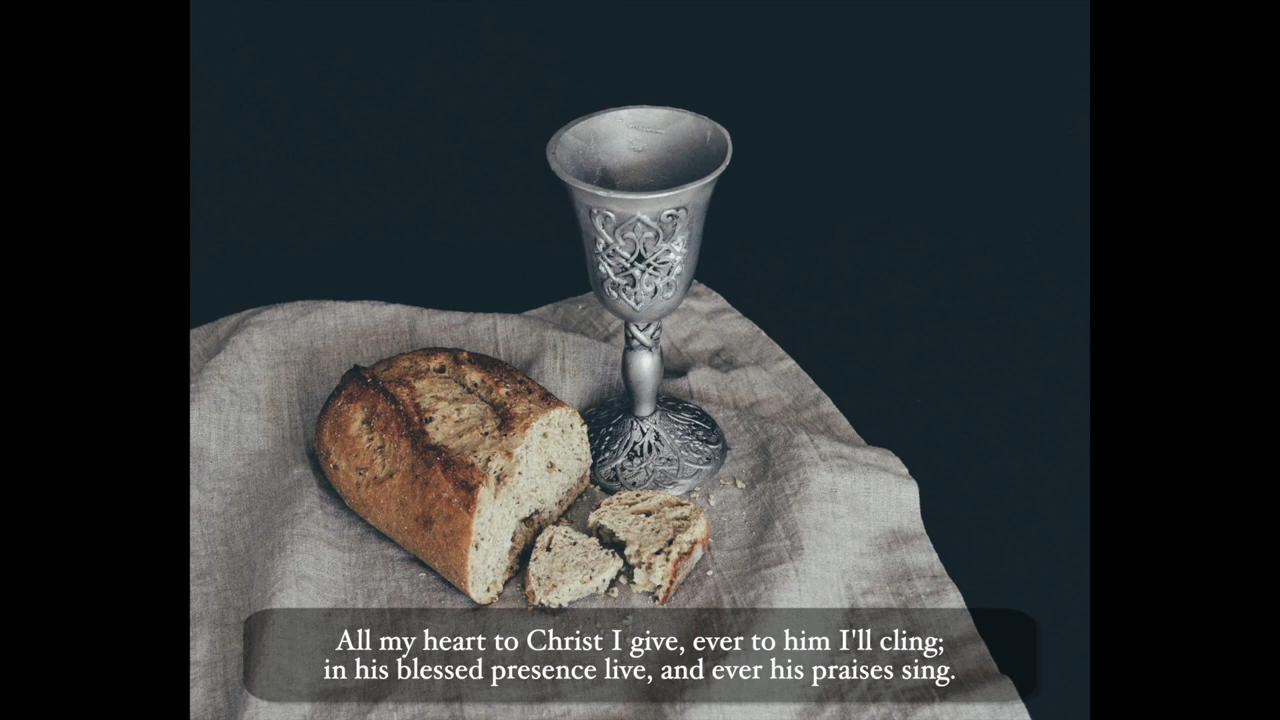 All my heart to Christ I give, ever to him I'll cling;
in his blessed presence live, and ever his praises sing.